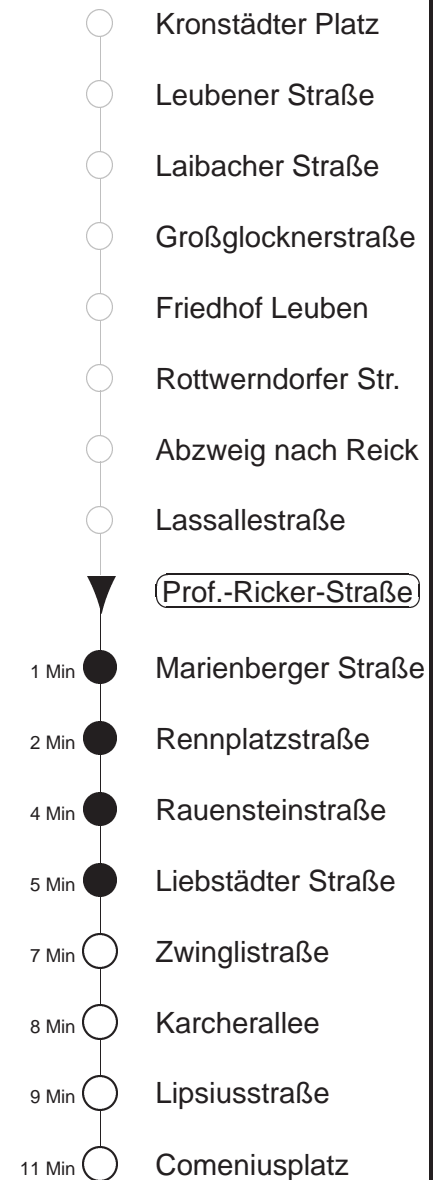 Kronstädter Platz
Leubener Straße
Laibacher Straße
Großglocknerstraße
Friedhof Leuben
Rottwerndorfer Str.
Abzweig nach Reick
Lassallestraße
Prof.-Ricker-Straße
1 Min Marienberger Straße
2 Min Rennplatzstraße
4 Min Rauensteinstraße
5 Min Liebstädter Straße
7 Min Zwinglistraße
8 Min Karcherallee
9 Min Lipsiusstraße
11 Min Comeniusplatz